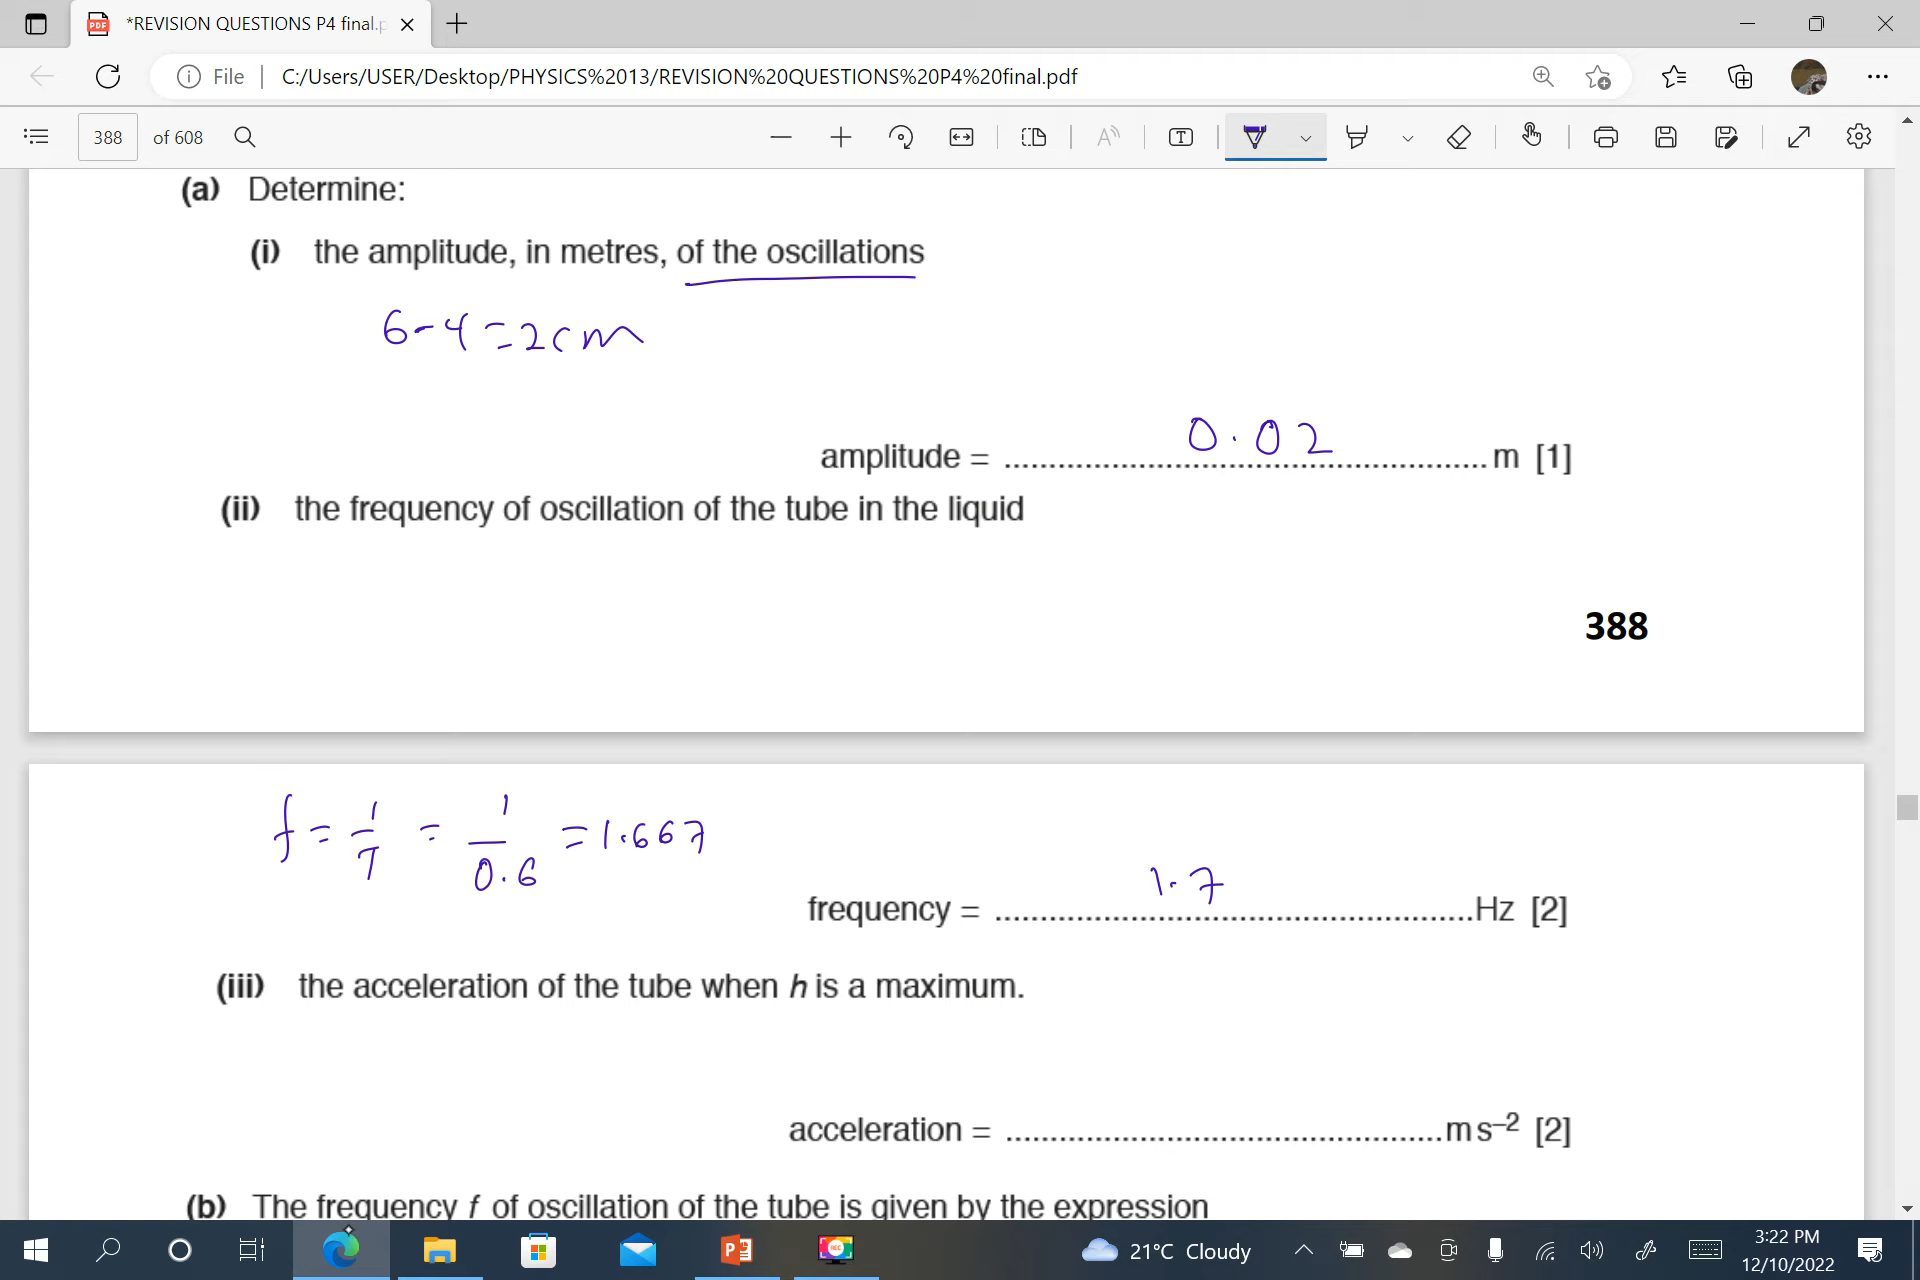 *REVISION QUESTIONS P4 final.p
File
C:/Users/USER/Desktop/PHYSICS%2013/REVISION%20QUESTIONS%20P4%20final.pdf
388 of 608
(a) Determine:
(i) the amplitude, in metres, of the oscillations
6-4=2cm
0.02
amplitude = ........................................................ m [1]
(ii) the frequency of oscillation of the tube in the liquid
388
f = 1/T = 1/0.6 = 1.667
1.7
frequency = ........................................................Hz [2]
(iii) the acceleration of the tube when h is a maximum.
acceleration = ..................................................m s–2 [2]
(b) The frequency f of oscillation of the tube is given by the expression
21°C Cloudy
3:22 PM
12/10/2022